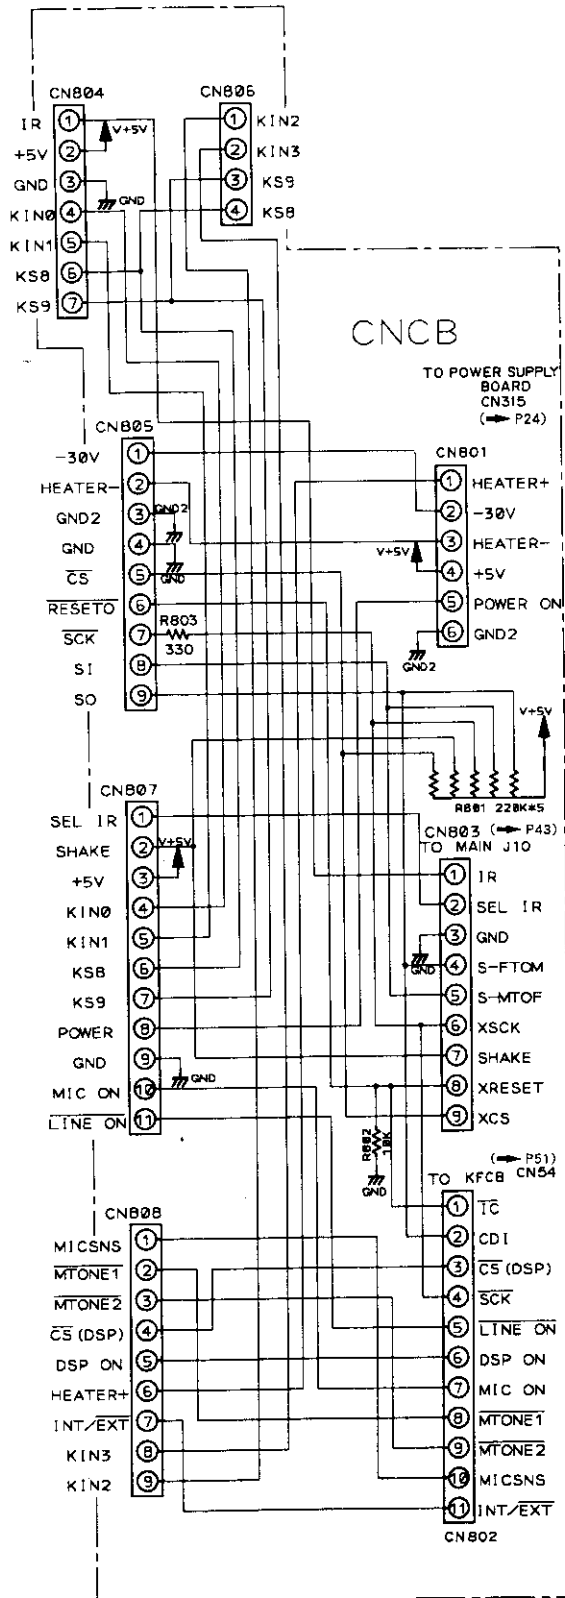 CN804
IR 1
V+5V
+5V 2
GND 3
GND
KIN0 4
KIN1 5
KS8 6
KS9 7
CN806
1 KIN2
2 KIN3
3 KS9
4 KS8
CNCB
TO POWER SUPPLY
BOARD
CN315
(➡ P24)
CN805
-30V 1
HEATER- 2
GND2 3
GND2
GND 4
GND
CS 5
RESETO 6
SCK 7
R803
330
SI 8
SO 9
CN801
1 HEATER+
2 -30V
3 HEATER-
V+5V
4 +5V
5 POWER ON
6 GND2
GND2
V+5V
R801 220K*5
CN807
SEL IR 1
SHAKE 2
V+5V
+5V 3
KIN0 4
KIN1 5
KS8 6
KS9 7
POWER 8
GND 9
GND
MIC ON 10
LINE ON 11
CN803 (➡ P43)
TO MAIN J10
1 IR
2 SEL IR
3 GND
GND
4 S-FTOM
5 S-MTOF
6 XSCK
7 SHAKE
8 XRESET
9 XCS
R802
10K
GND
(➡ P51)
TO KFCB CN54
1 TC
2 CDI
3 CS(DSP)
4 SCK
5 LINE ON
6 DSP ON
7 MIC ON
8 MTONE1
9 MTONE2
10 MICSNS
11 INT/EXT
CN802
CN808
MICSNS 1
MTONE1 2
MTONE2 3
CS(DSP) 4
DSP ON 5
HEATER+ 6
INT/EXT 7
KIN3 8
KIN2 9